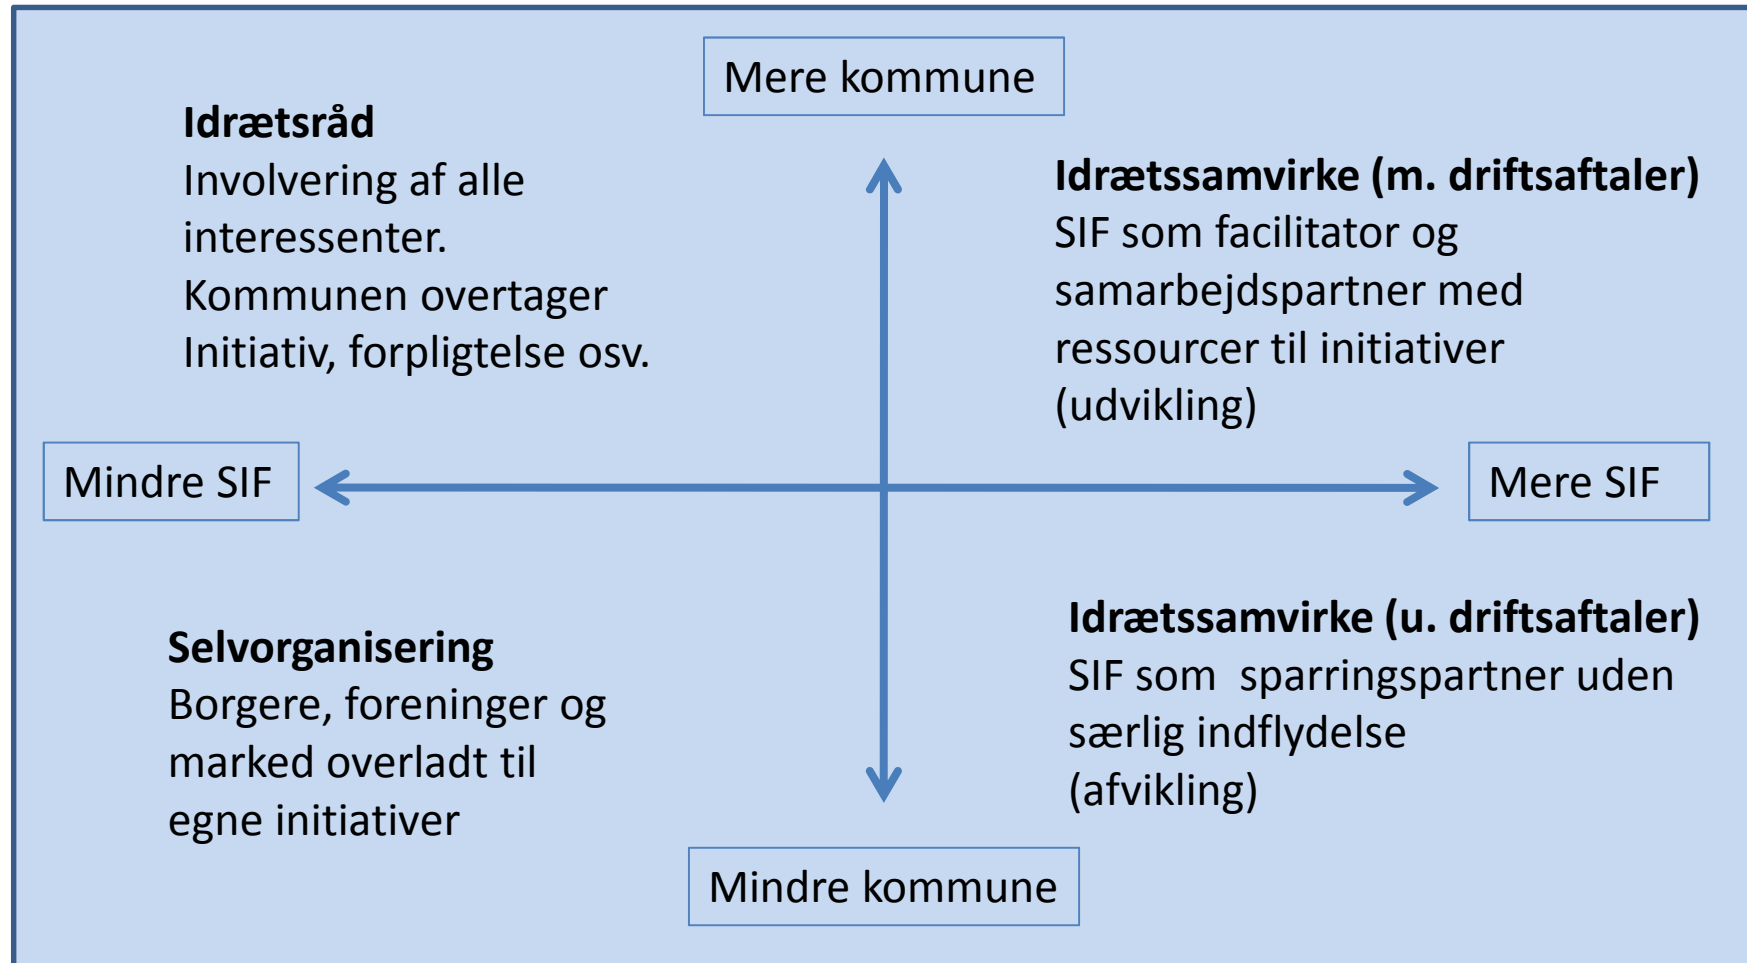 Mere kommune
Idrætsråd
Involvering af alle
interessenter.
Kommunen overtager
Initiativ, forpligtelse osv.
Idrætssamvirke (m. driftsaftaler)
SIF som facilitator og
samarbejdspartner med
ressourcer til initiativer
(udvikling)
Mindre SIF
Mere SIF
Selvorganisering
Borgere, foreninger og
marked overladt til
egne initiativer
Idrætssamvirke (u. driftsaftaler)
SIF som  sparringspartner uden
særlig indflydelse
(afvikling)
Mindre kommune